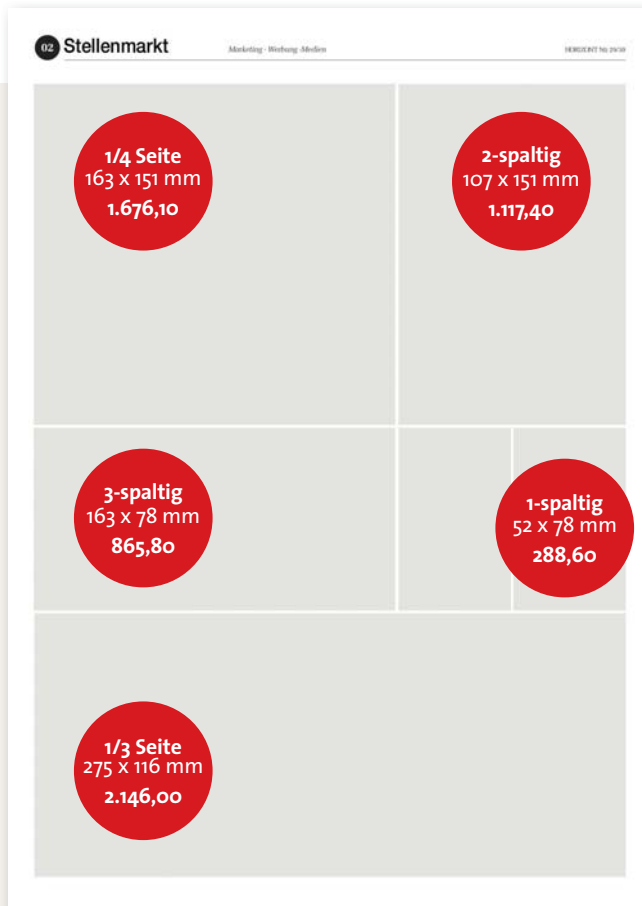 02 Stellenmarkt
Marketing · Werbung · Medien
1/4 Seite
163 x 151 mm
1.676,10
2-spaltig
107 x 151 mm
1.117,40
3-spaltig
163 x 78 mm
865,80
1-spaltig
52 x 78 mm
288,60
1/3 Seite
275 x 116 mm
2.146,00